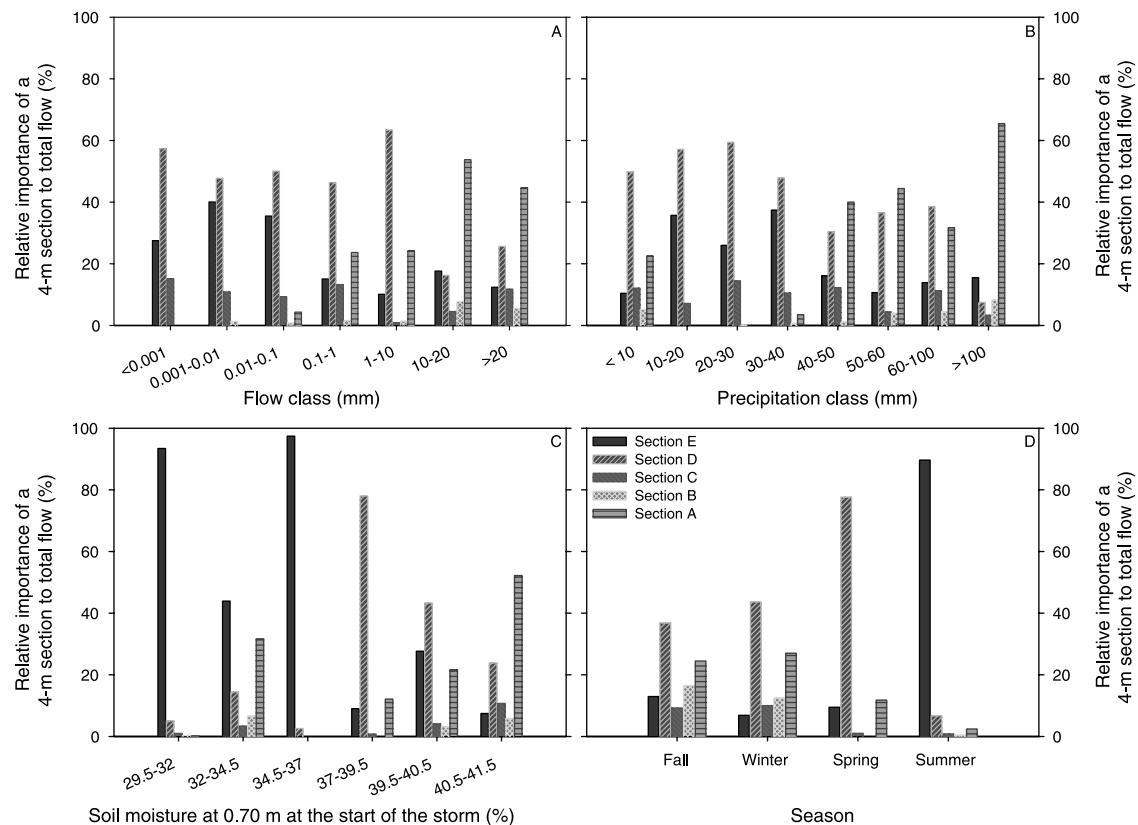 Relative importance of a
4-m section to total flow (%)
100
80
60
40
20
0
A
<0.001
0.001-0.01
0.01-0.1
0.1-1
1-10
10-20
>20
Flow class (mm)
B
< 10
10-20
20-30
30-40
40-50
50-60
60-100
>100
Precipitation class (mm)
100
80
60
40
20
0
Relative importance of a
4-m section to total flow (%)
Relative importance of a
4-m section to total flow (%)
100
80
60
40
20
0
C
29.5-32
32-34.5
34.5-37
37-39.5
39.5-40.5
40.5-41.5
Soil moisture at 0.70 m at the start of the storm (%)
Section E
Section D
Section C
Section B
Section A
D
Fall
Winter
Spring
Summer
Season
100
80
60
40
20
0
Relative importance of a
4-m section to total flow (%)